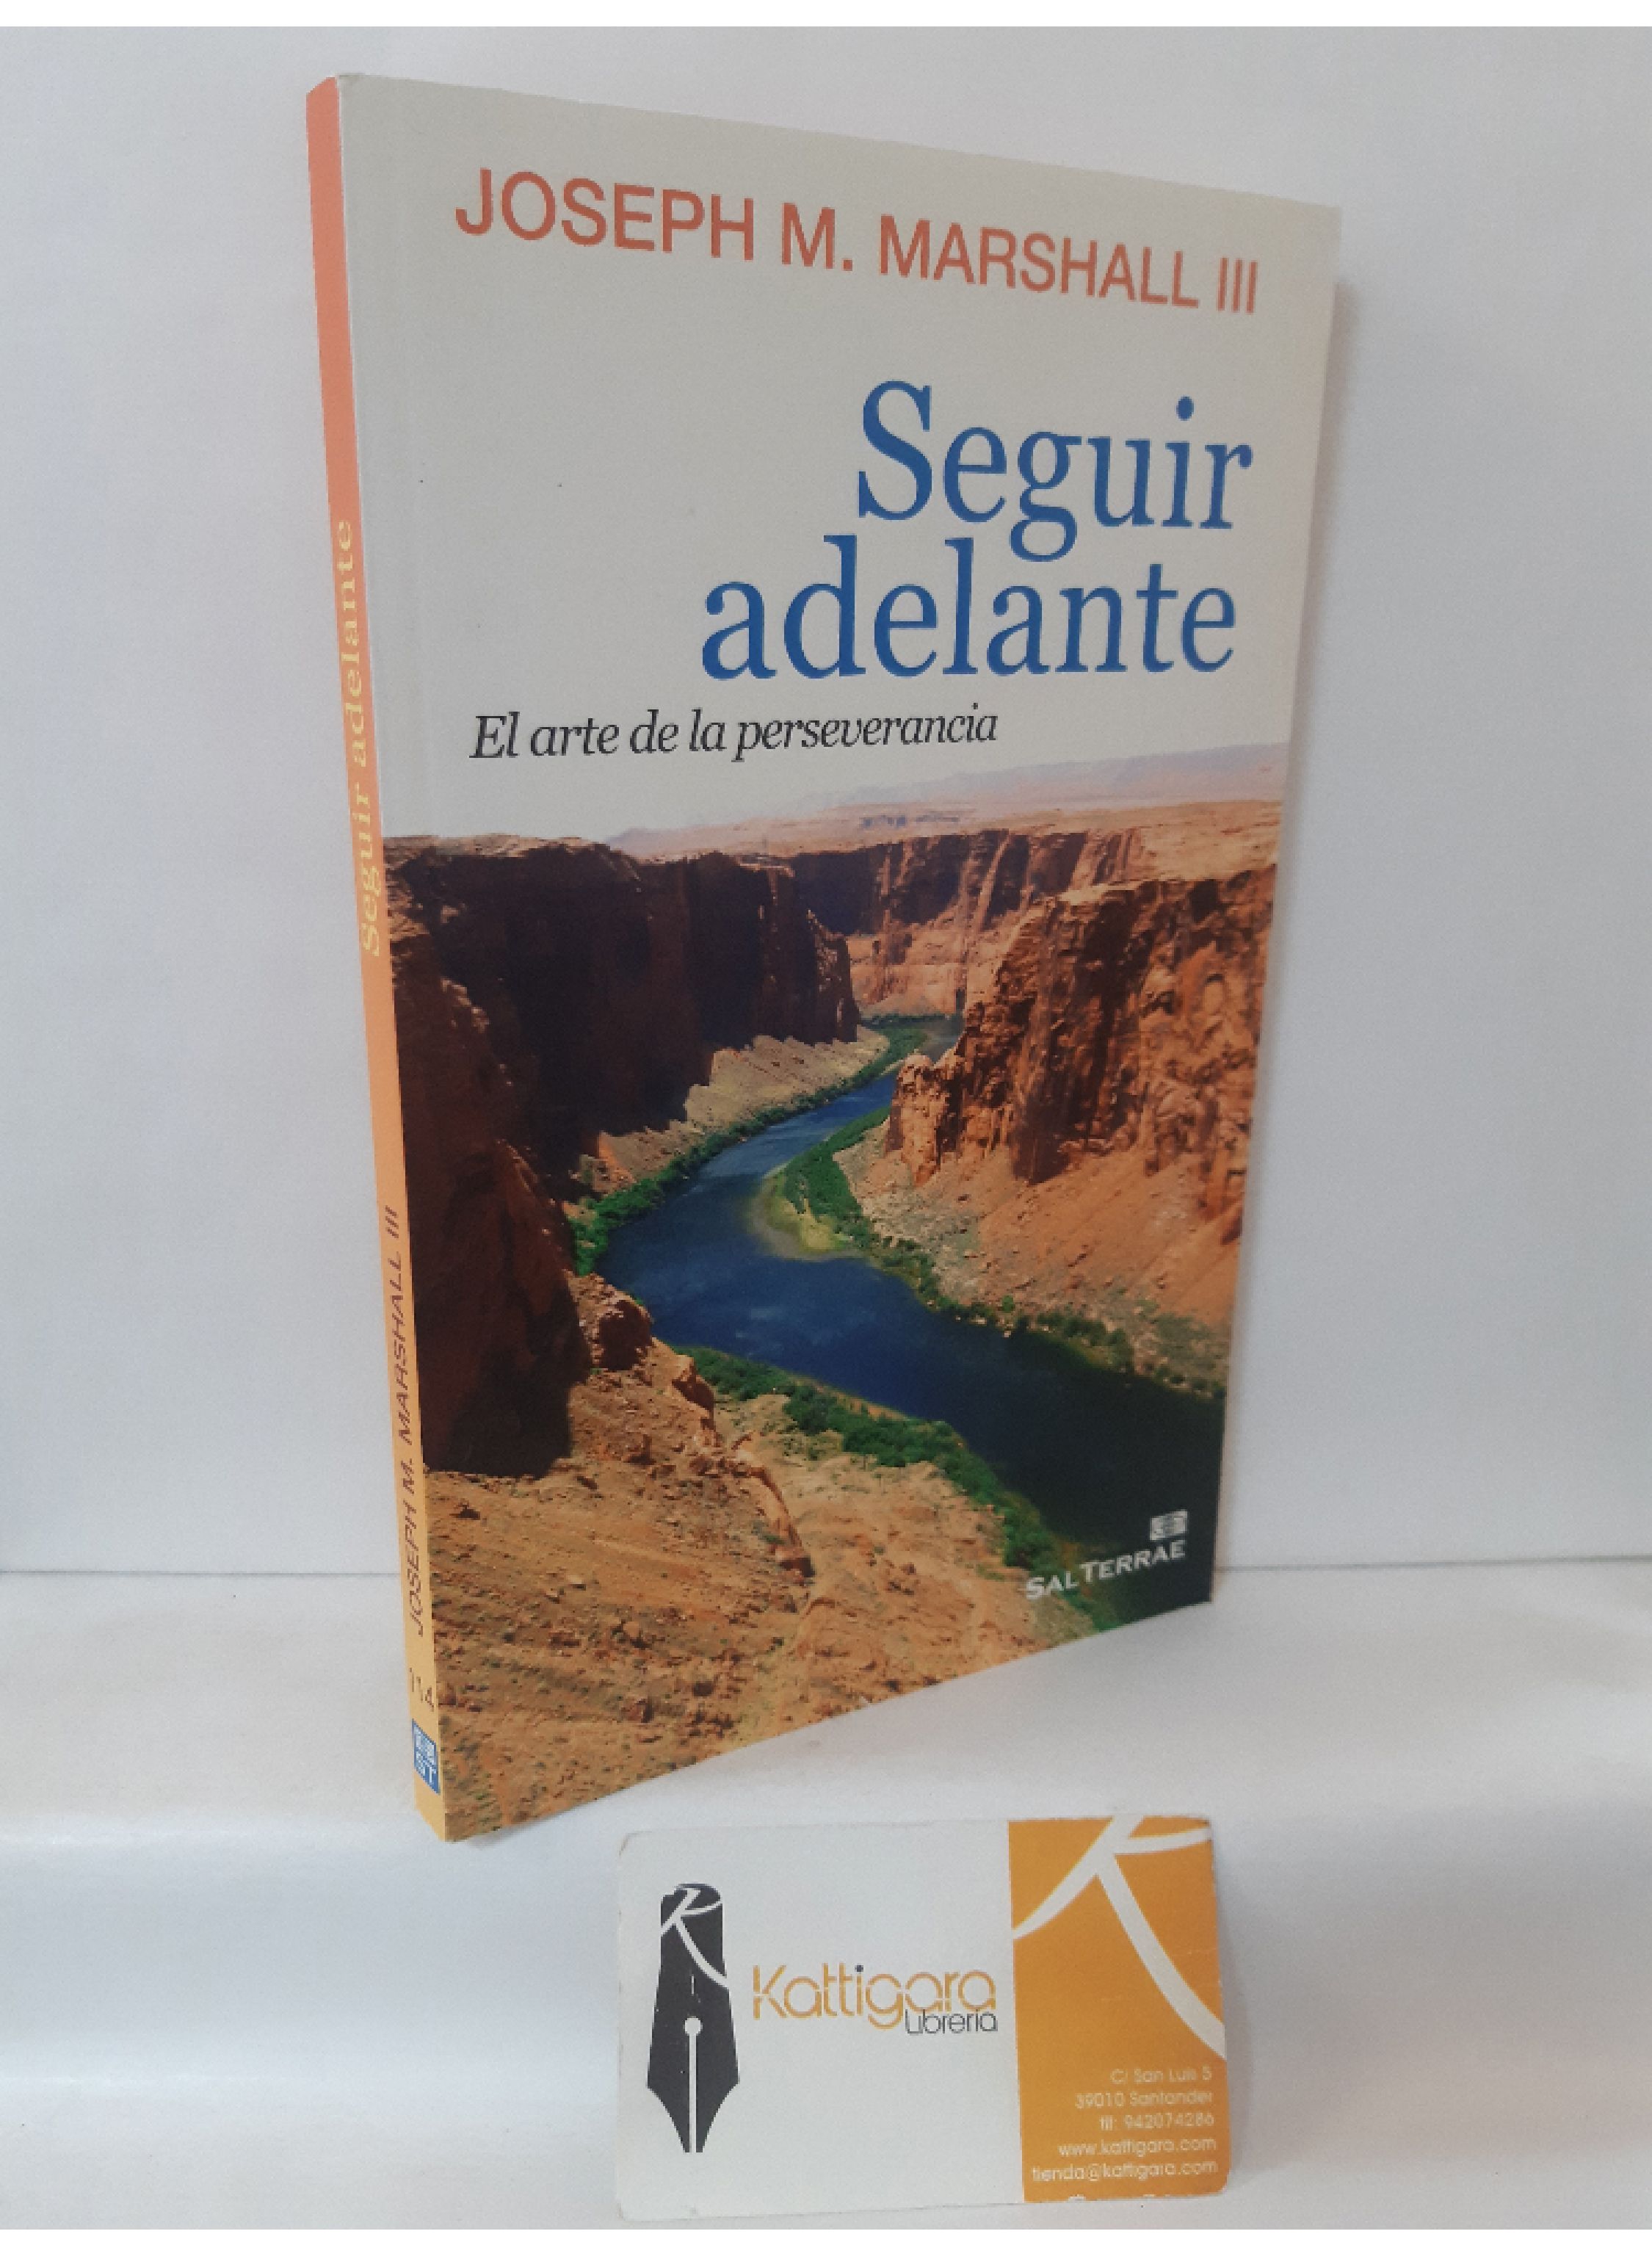 JOSEPH M. MARSHALL III
Seguir
adelante
El arte de la perseverancia
SAL TERRAE
Seguir adelante
JOSEPH M. MARSHALL III
114
ST
Kattigara
Librería
C/ San Luis 5
39010 Santander
tlf: 942074286
www.kattigara.com
tienda@kattigara.com